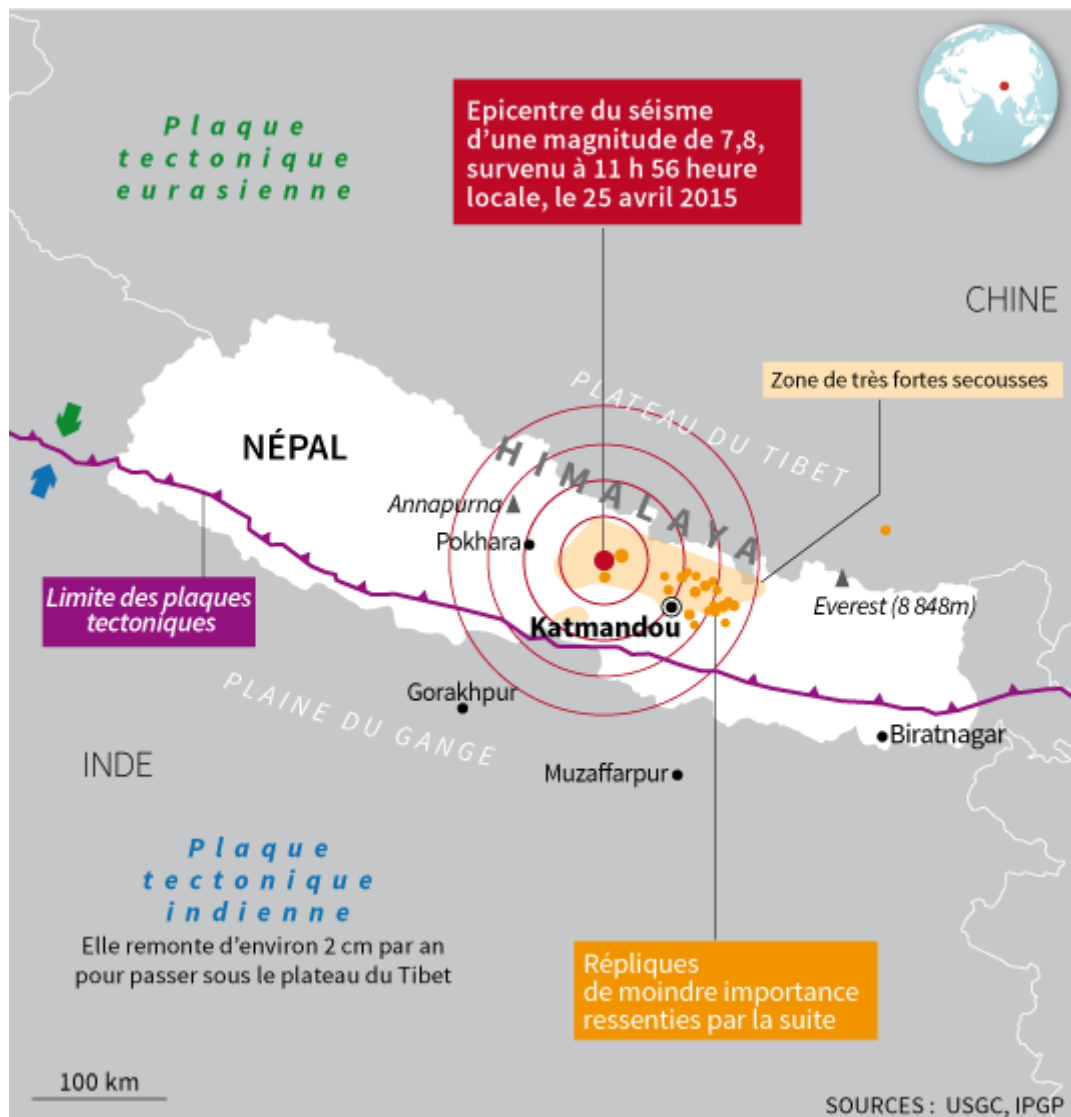 Plaque
tectonique
eurasienne
Epicentre du séisme
d'une magnitude de 7,8,
survenu à 11 h 56 heure
locale, le 25 avril 2015
CHINE
Zone de très fortes secousses
PLATEAU DU TIBET
NÉPAL
HIMALAYA
Annapurna
Pokhara
Limite des plaques
tectoniques
Everest (8 848m)
Katmandou
PLAINE DU GANGE
Gorakhpur
Biratnagar
INDE
Muzaffarpur
Plaque
tectonique
indienne
Elle remonte d'environ 2 cm par an
pour passer sous le plateau du Tibet
Répliques
de moindre importance
ressenties par la suite
100 km
SOURCES : USGC, IPGP